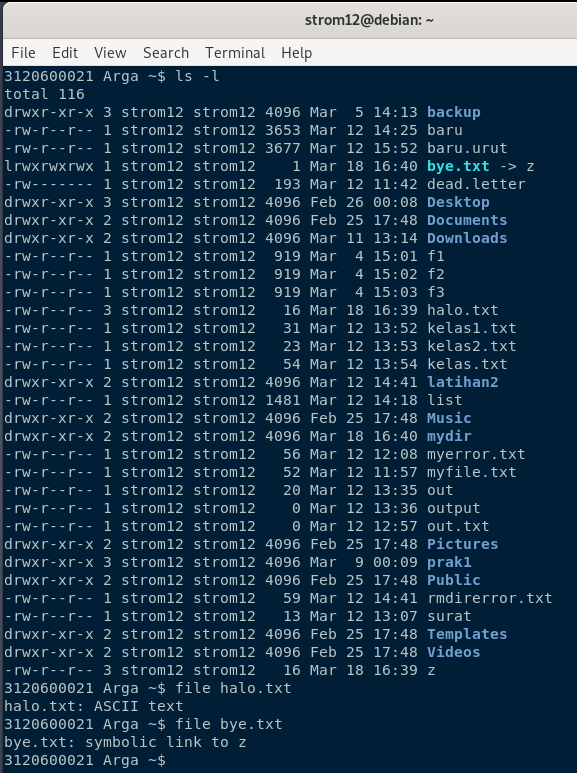 strom12@debian: ~
File Edit View Search Terminal Help
3120600021 Arga ~$ ls -l
total 116
drwxr-xr-x 3 strom12 strom12 4096 Mar  5 14:13 backup
-rw-r--r-- 1 strom12 strom12 3653 Mar 12 14:25 baru
-rw-r--r-- 1 strom12 strom12 3677 Mar 12 15:52 baru.urut
lrwxrwxrwx 1 strom12 strom12    1 Mar 18 16:40 bye.txt -> z
-rw------- 1 strom12 strom12  193 Mar 12 11:42 dead.letter
drwxr-xr-x 3 strom12 strom12 4096 Feb 26 00:08 Desktop
drwxr-xr-x 2 strom12 strom12 4096 Feb 25 17:48 Documents
drwxr-xr-x 2 strom12 strom12 4096 Mar 11 13:14 Downloads
-rw-r--r-- 1 strom12 strom12  919 Mar  4 15:01 f1
-rw-r--r-- 1 strom12 strom12  919 Mar  4 15:02 f2
-rw-r--r-- 1 strom12 strom12  919 Mar  4 15:03 f3
-rw-r--r-- 3 strom12 strom12   16 Mar 18 16:39 halo.txt
-rw-r--r-- 1 strom12 strom12   31 Mar 12 13:52 kelas1.txt
-rw-r--r-- 1 strom12 strom12   23 Mar 12 13:53 kelas2.txt
-rw-r--r-- 1 strom12 strom12   54 Mar 12 13:54 kelas.txt
drwxr-xr-x 2 strom12 strom12 4096 Mar 12 14:41 latihan2
-rw-r--r-- 1 strom12 strom12 1481 Mar 12 14:18 list
drwxr-xr-x 2 strom12 strom12 4096 Feb 25 17:48 Music
drwxr-xr-x 2 strom12 strom12 4096 Mar 18 16:40 mydir
-rw-r--r-- 1 strom12 strom12   56 Mar 12 12:08 myerror.txt
-rw-r--r-- 1 strom12 strom12   52 Mar 12 11:57 myfile.txt
-rw-r--r-- 1 strom12 strom12   20 Mar 12 13:35 out
-rw-r--r-- 1 strom12 strom12    0 Mar 12 13:36 output
-rw-r--r-- 1 strom12 strom12    0 Mar 12 12:57 out.txt
drwxr-xr-x 2 strom12 strom12 4096 Feb 25 17:48 Pictures
drwxr-xr-x 3 strom12 strom12 4096 Mar  9 00:09 prak1
drwxr-xr-x 2 strom12 strom12 4096 Feb 25 17:48 Public
-rw-r--r-- 1 strom12 strom12   59 Mar 12 14:41 rmdirerror.txt
-rw-r--r-- 1 strom12 strom12   13 Mar 12 13:07 surat
drwxr-xr-x 2 strom12 strom12 4096 Feb 25 17:48 Templates
drwxr-xr-x 2 strom12 strom12 4096 Feb 25 17:48 Videos
-rw-r--r-- 3 strom12 strom12   16 Mar 18 16:39 z
3120600021 Arga ~$ file halo.txt
halo.txt: ASCII text
3120600021 Arga ~$ file bye.txt
bye.txt: symbolic link to z
3120600021 Arga ~$